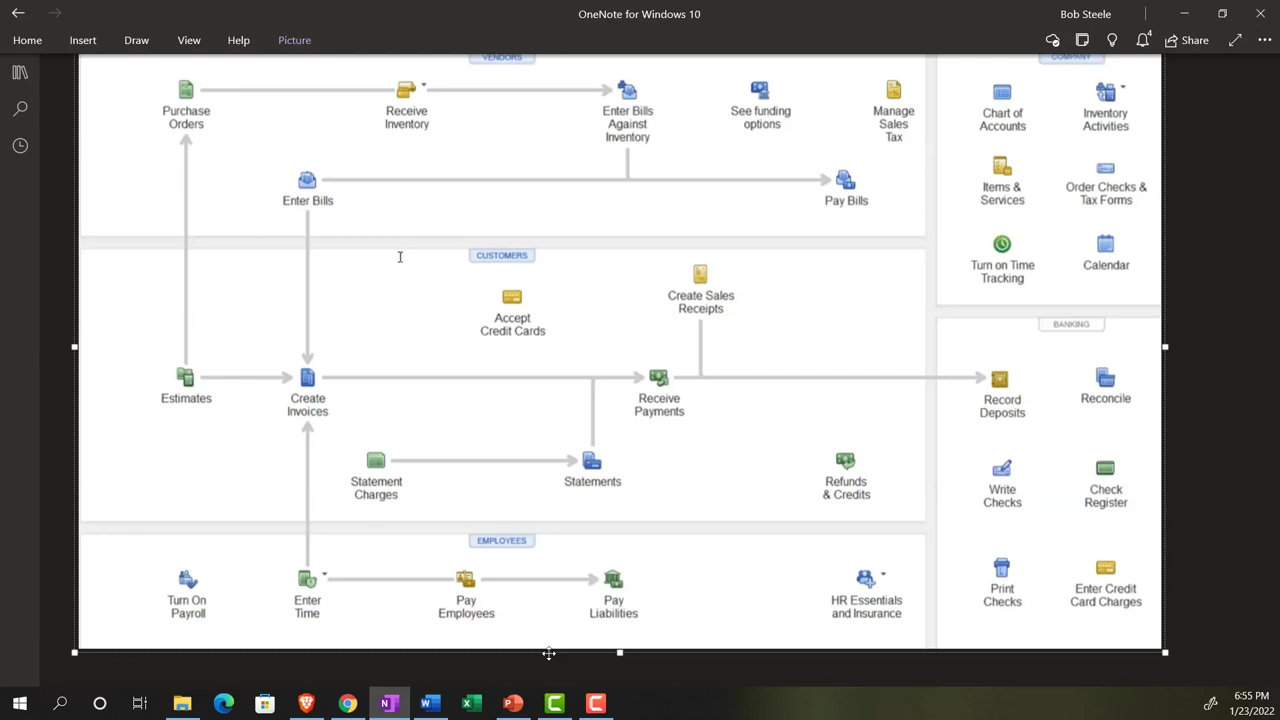 OneNote for Windows 10
Bob Steele
Home
Insert
Draw
View
Help
Picture
4
Share
VENDORS
COMPANY
Purchase
Orders
Receive
Inventory
Enter Bills
Against
Inventory
See funding
options
Manage
Sales
Tax
Chart of
Accounts
Inventory
Activities
Enter Bills
Pay Bills
Items &
Services
Order Checks &
Tax Forms
CUSTOMERS
Turn on Time
Tracking
Calendar
Accept
Credit Cards
Create Sales
Receipts
BANKING
Estimates
Create
Invoices
Receive
Payments
Record
Deposits
Reconcile
Statement
Charges
Statements
Refunds
& Credits
Write
Checks
Check
Register
EMPLOYEES
Turn On
Payroll
Enter
Time
Pay
Employees
Pay
Liabilities
HR Essentials
and Insurance
Print
Checks
Enter Credit
Card Charges
6:55 PM
1/23/2022